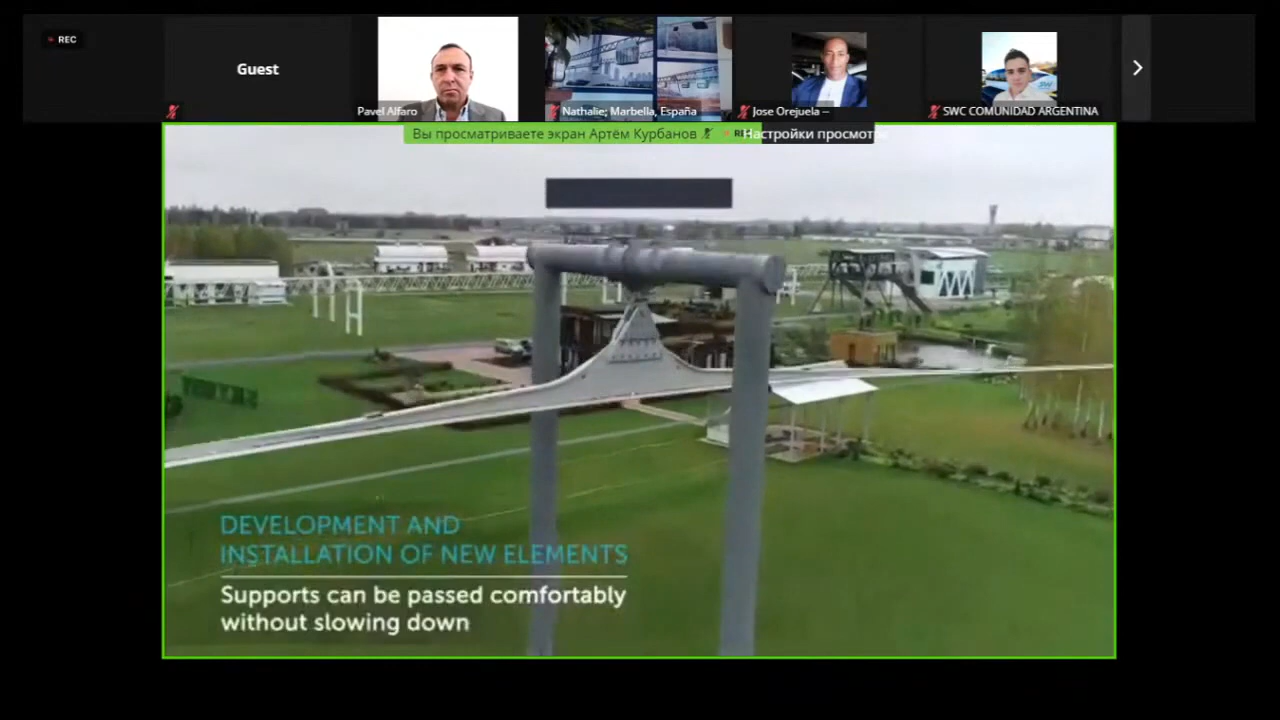 REC
Guest
Pavel Alfaro
Nathalie; Marbella, España
Jose Orejuela –
SWC COMUNIDAD ARGENTINA
Вы просматриваете экран Артём Курбанов
Настройки просмот
DEVELOPMENT AND
INSTALLATION OF NEW ELEMENTS
Supports can be passed comfortably
without slowing down